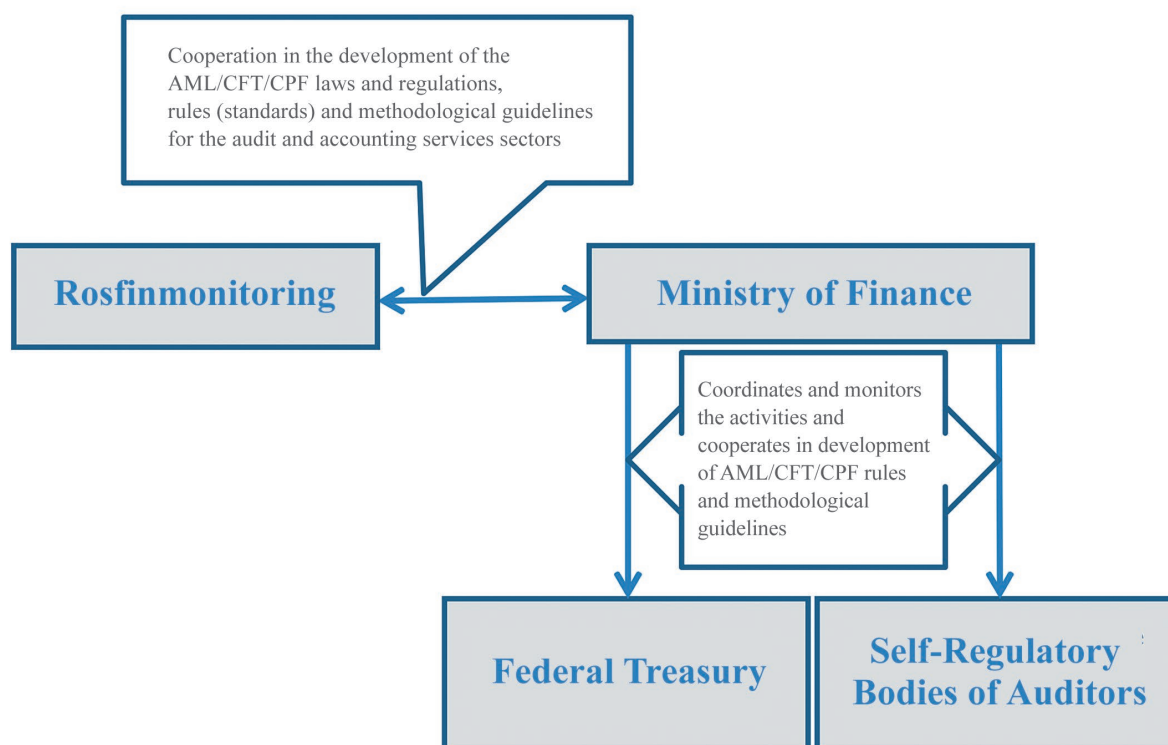 Cooperation in the development of the
AML/CFT/CPF laws and regulations,
rules (standards) and methodological guidelines
for the audit and accounting services sectors
Rosfinmonitoring
Ministry of Finance
Coordinates and monitors
the activities and
cooperates in development
of AML/CFT/CPF rules
and methodological
guidelines
Federal Treasury
Self-Regulatory
Bodies of Auditors